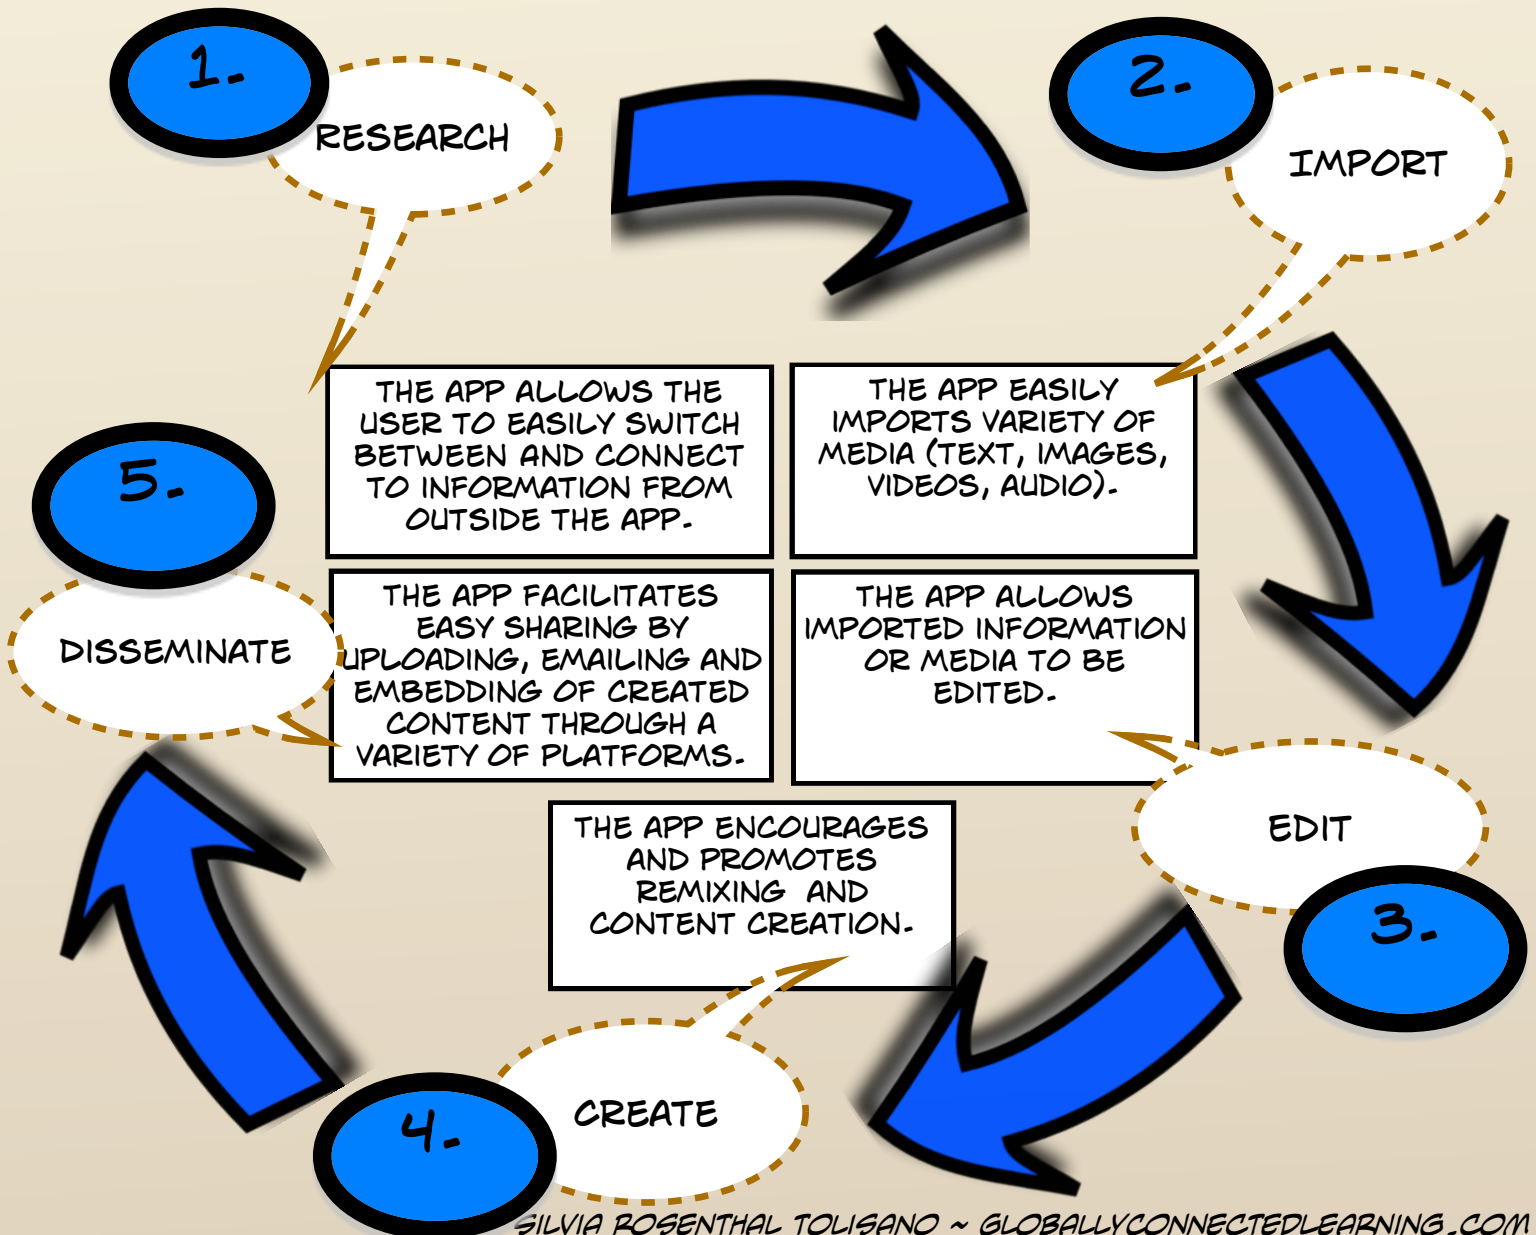 1.
RESEARCH
2.
IMPORT
THE APP ALLOWS THE
USER TO EASILY SWITCH
BETWEEN AND CONNECT
TO INFORMATION FROM
OUTSIDE THE APP.
THE APP EASILY
IMPORTS VARIETY OF
MEDIA (TEXT, IMAGES,
VIDEOS, AUDIO).
5.
DISSEMINATE
THE APP FACILITATES
EASY SHARING BY
UPLOADING, EMAILING AND
EMBEDDING OF CREATED
CONTENT THROUGH A
VARIETY OF PLATFORMS.
THE APP ALLOWS
IMPORTED INFORMATION
OR MEDIA TO BE
EDITED.
EDIT
3.
THE APP ENCOURAGES
AND PROMOTES
REMIXING AND
CONTENT CREATION.
4.
CREATE
SILVIA ROSENTHAL TOLISANO ~ GLOBALLYCONNECTEDLEARNING.COM